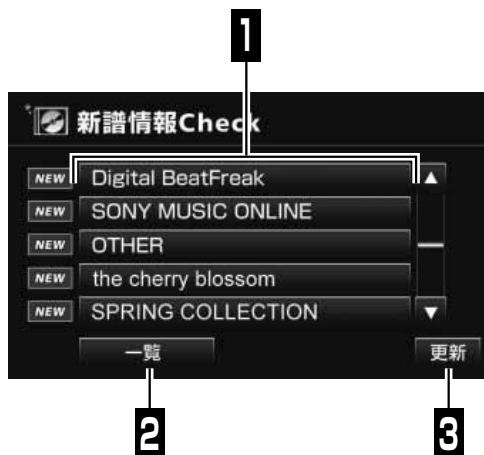 1
新譜情報Check
NEW Digital BeatFreak
NEW SONY MUSIC ONLINE
NEW OTHER
NEW the cherry blossom
NEW SPRING COLLECTION
一覧 更新
2 3